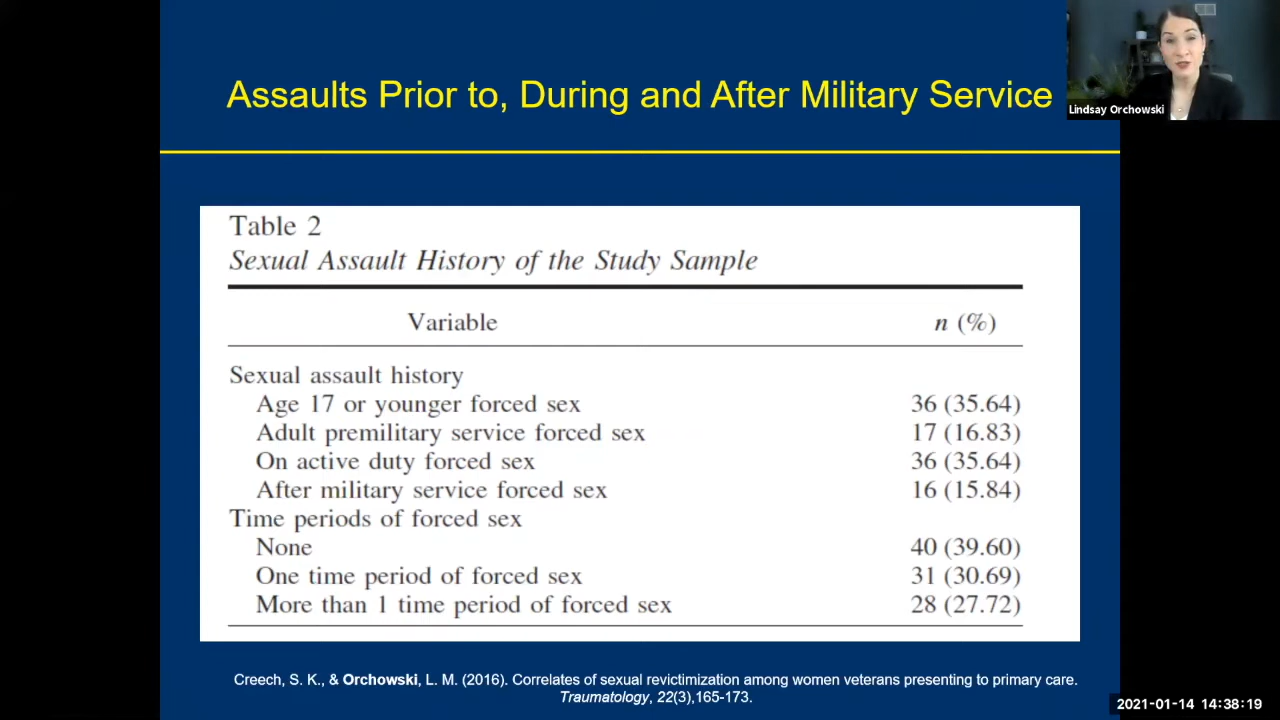 Assaults Prior to, During and After Military Service
Lindsay Orchowski
Table 2
Sexual Assault History of the Study Sample
Variable n (%)
Sexual assault history
Age 17 or younger forced sex 36 (35.64)
Adult premilitary service forced sex 17 (16.83)
On active duty forced sex 36 (35.64)
After military service forced sex 16 (15.84)
Time periods of forced sex
None 40 (39.60)
One time period of forced sex 31 (30.69)
More than 1 time period of forced sex 28 (27.72)
Creech, S. K., & Orchowski, L. M. (2016). Correlates of sexual revictimization among women veterans presenting to primary care.
Traumatology, 22(3),165-173.
2021-01-14 14:38:19